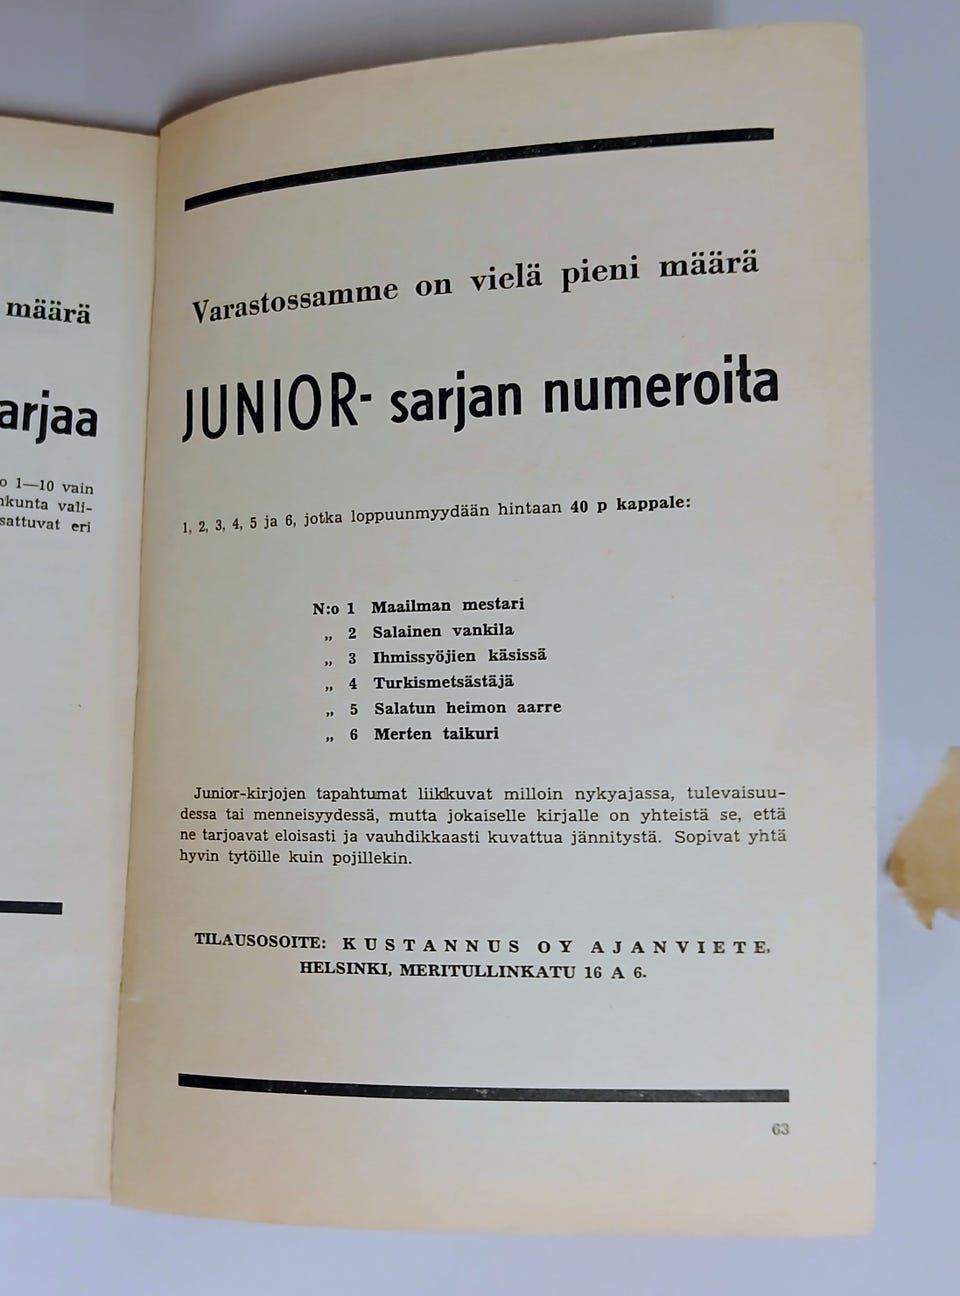 määrä
arjaa
o 1—10 vain
nkunta vali-
sattuvat eri
Varastossamme on vielä pieni määrä
JUNIOR- sarjan numeroita
1, 2, 3, 4, 5 ja 6, jotka loppuunmyydään hintaan 40 p kappale:
N:o 1 Maailman mestari
„ 2 Salainen vankila
„ 3 Ihmissyöjien käsissä
„ 4 Turkismetsästäjä
„ 5 Salatun heimon aarre
„ 6 Merten taikuri
Junior-kirjojen tapahtumat liikkuvat milloin nykyajassa, tulevaisuu-
dessa tai menneisyydessä, mutta jokaiselle kirjalle on yhteistä se, että
ne tarjoavat eloisasti ja vauhdikkaasti kuvattua jännitystä. Sopivat yhtä
hyvin tytöille kuin pojillekin.
TILAUSOSOITE: KUSTANNUS OY AJANVIETE,
HELSINKI, MERITULLINKATU 16 A 6.
63